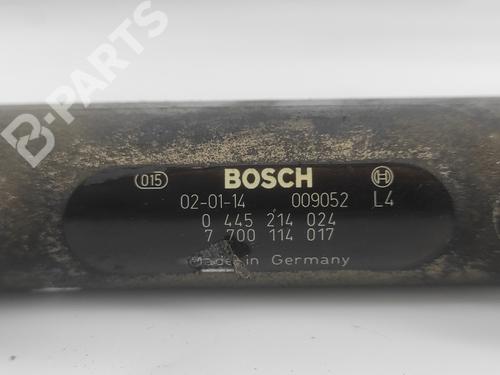 B-PARTS
015 BOSCH
02-01-14 009052 L4
0 445 214 024
7 700 114 017
Made in Germany